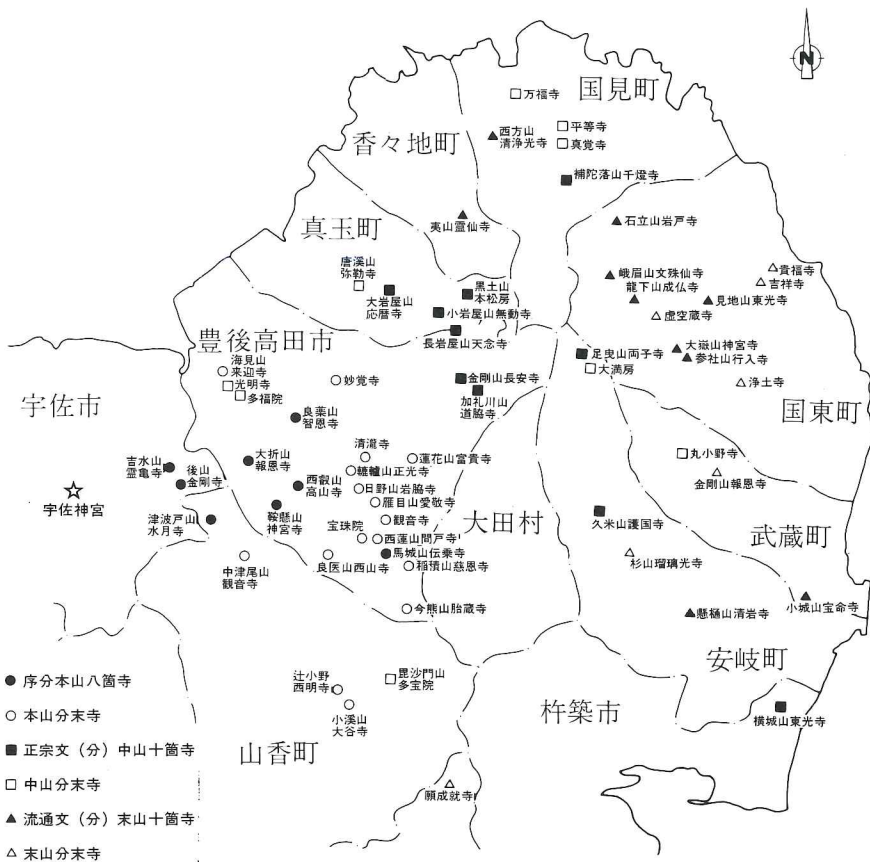 N
国見町
万福寺
平等寺
真覚寺
西方山
清浄光寺
香々地町
補陀落山千燈寺
夷山霊仙寺
石立山岩戸寺
真玉町
唐溪山
弥勒寺
大岩屋山
応暦寺
黒土山
本松房
小岩屋山無動寺
長岩屋山天念寺
峨眉山文殊仙寺
龍下山成仏寺
貴福寺
吉祥寺
見地山東光寺
虚空蔵寺
大嶽山神宮寺
参社山行入寺
足曳山両子寺
大満房
浄土寺
国東町
豊後高田市
海見山
来迎寺
光明寺
多福院
妙覚寺
金剛山長安寺
加礼川山
道脇寺
良薬山
智恩寺
宇佐市
宇佐神宮
吉水山
霊亀寺
後山
金剛寺
大折山
報恩寺
西叡山
高山寺
津波戸山
水月寺
鞍懸山
神宮寺
清滝寺
蓮花山富貴寺
轆轤山正光寺
日野山岩脇寺
雁目山愛敬寺
観音寺
宝珠院
西蓮山間戸寺
馬城山伝乗寺
良医山西山寺
稲積山慈恩寺
中津尾山
観音寺
今熊山胎蔵寺
大田村
丸小野寺
金剛山報恩寺
久米山護国寺
武蔵町
杉山瑠璃光寺
懸樋山清岩寺
小城山宝命寺
安岐町
横城山東光寺
杵築市
辻小野
西明寺
毘沙門山
多宝院
小溪山
大谷寺
山香町
願成就寺
序分本山八箇寺
本山分末寺
正宗文（分）中山十箇寺
中山分末寺
流通文（分）末山十箇寺
末山分末寺